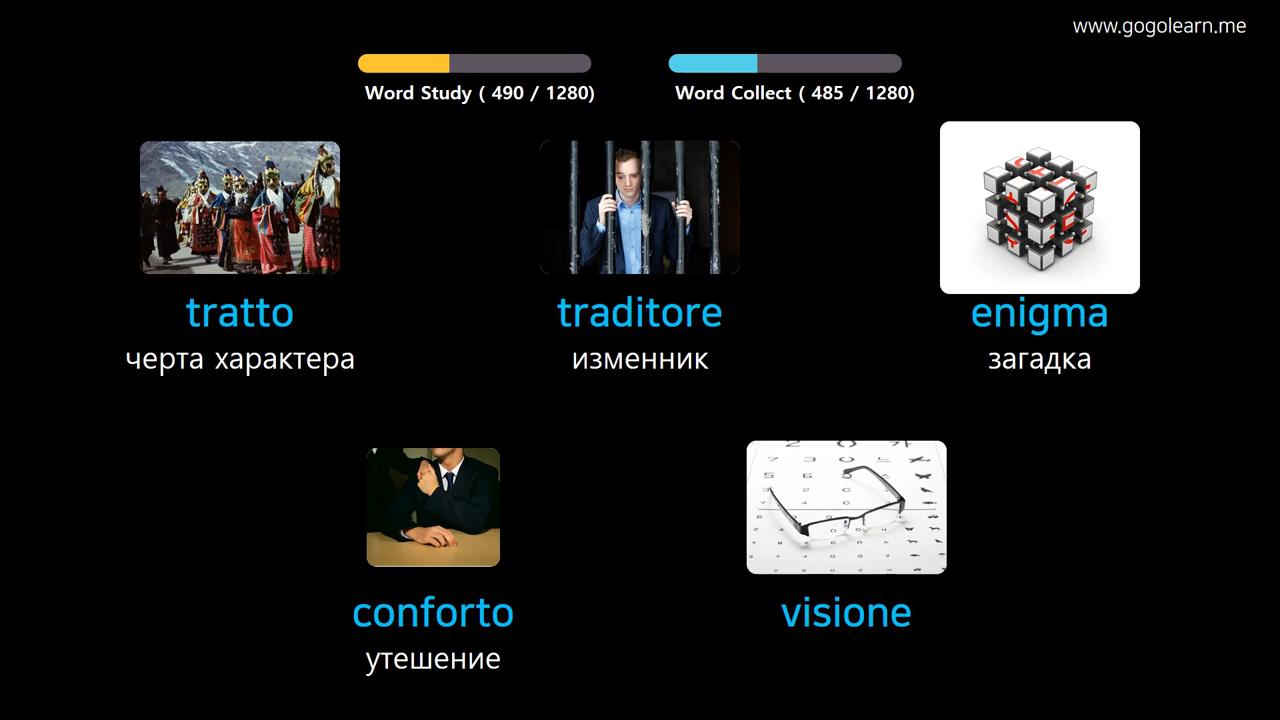 www.gogolearn.me
Word Study ( 490 / 1280)
Word Collect ( 485 / 1280)
tratto
черта характера
traditore
изменник
enigma
загадка
conforto
утешение
visione